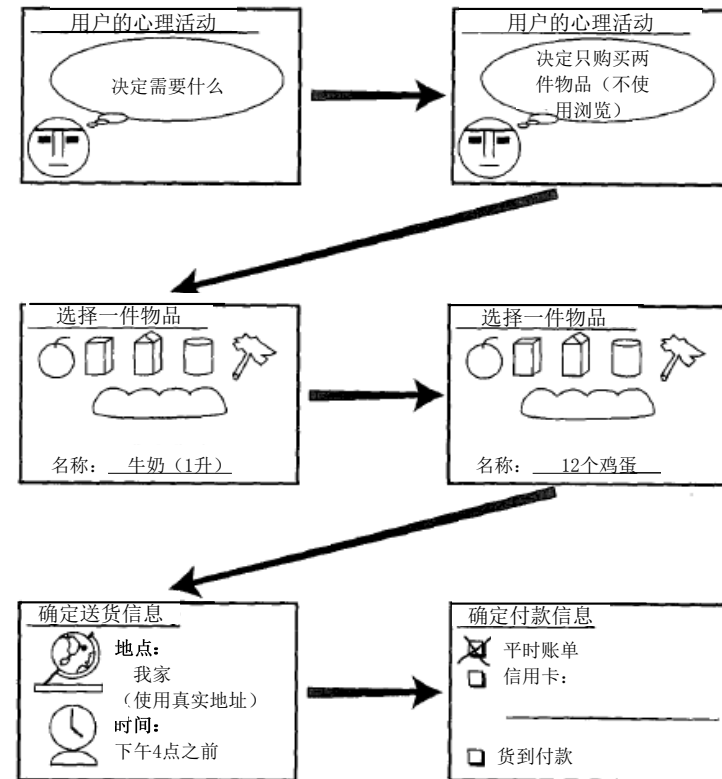 用户的心理活动
决定需要什么
用户的心理活动
决定只购买两
件物品（不使
用浏览）
选择一件物品
名称： 牛奶（1升）
选择一件物品
名称： 12个鸡蛋
确定送货信息
地点：
我家
（使用真实地址）
时间：
下午4点之前
确定付款信息
平时账单
信用卡：
货到付款